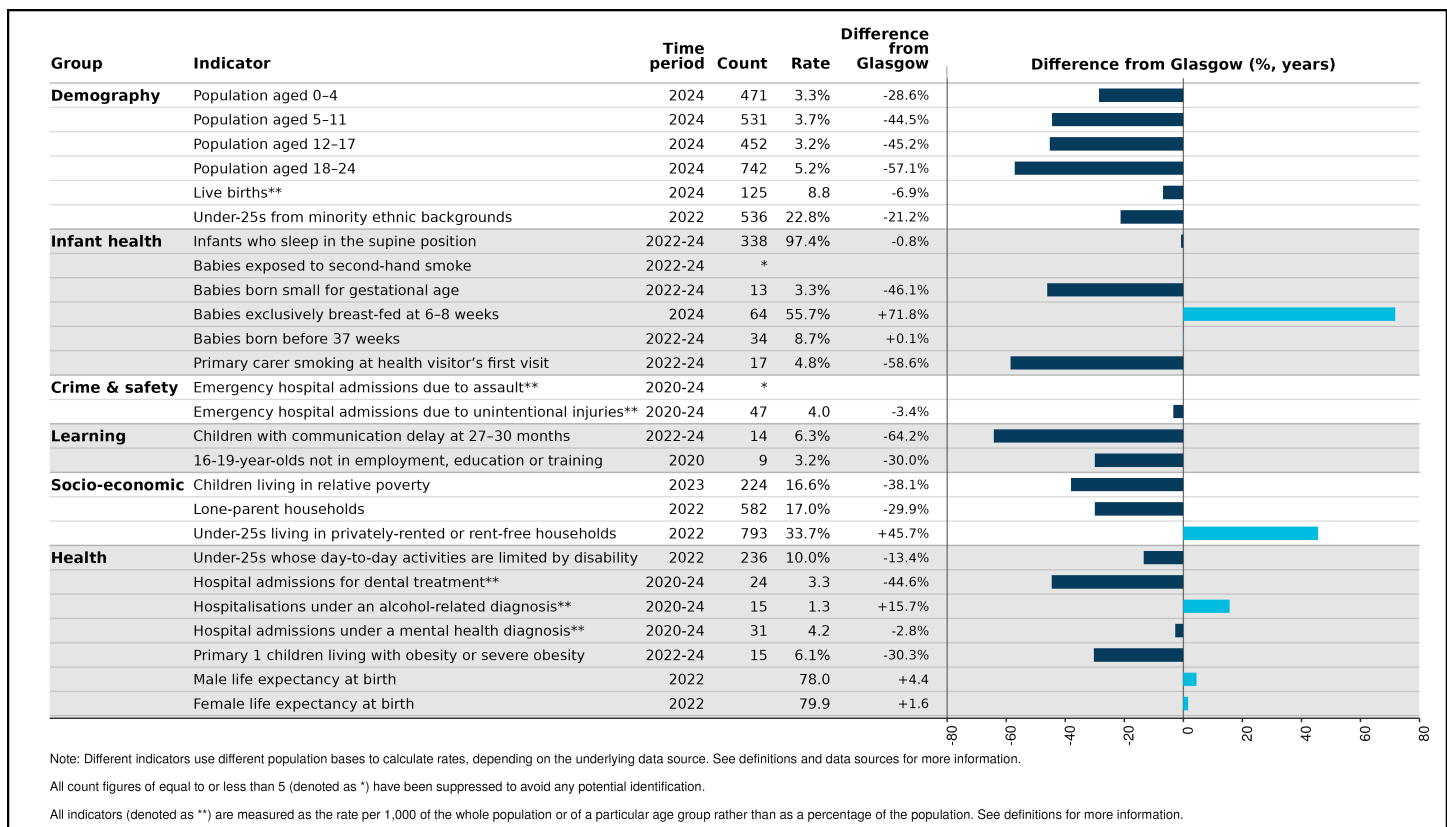 Group Indicator Time period Count Rate Difference from Glasgow Difference from Glasgow (%, years)
Demography Population aged 0–4 2024 471 3.3% -28.6%
Population aged 5–11 2024 531 3.7% -44.5%
Population aged 12–17 2024 452 3.2% -45.2%
Population aged 18–24 2024 742 5.2% -57.1%
Live births** 2024 125 8.8 -6.9%
Under-25s from minority ethnic backgrounds 2022 536 22.8% -21.2%
Infant health Infants who sleep in the supine position 2022-24 338 97.4% -0.8%
Babies exposed to second-hand smoke 2022-24 *
Babies born small for gestational age 2022-24 13 3.3% -46.1%
Babies exclusively breast-fed at 6–8 weeks 2024 64 55.7% +71.8%
Babies born before 37 weeks 2022-24 34 8.7% +0.1%
Primary carer smoking at health visitor’s first visit 2022-24 17 4.8% -58.6%
Crime & safety Emergency hospital admissions due to assault** 2020-24 *
Emergency hospital admissions due to unintentional injuries** 2020-24 47 4.0 -3.4%
Learning Children with communication delay at 27–30 months 2022-24 14 6.3% -64.2%
16-19-year-olds not in employment, education or training 2020 9 3.2% -30.0%
Socio-economic Children living in relative poverty 2023 224 16.6% -38.1%
Lone-parent households 2022 582 17.0% -29.9%
Under-25s living in privately-rented or rent-free households 2022 793 33.7% +45.7%
Health Under-25s whose day-to-day activities are limited by disability 2022 236 10.0% -13.4%
Hospital admissions for dental treatment** 2020-24 24 3.3 -44.6%
Hospitalisations under an alcohol-related diagnosis** 2020-24 15 1.3 +15.7%
Hospital admissions under a mental health diagnosis** 2020-24 31 4.2 -2.8%
Primary 1 children living with obesity or severe obesity 2022-24 15 6.1% -30.3%
Male life expectancy at birth 2022 78.0 +4.4
Female life expectancy at birth 2022 79.9 +1.6
-80 -60 -40 -20 0 20 40 60 80
Note: Different indicators use different population bases to calculate rates, depending on the underlying data source. See definitions and data sources for more information.
All count figures of equal to or less than 5 (denoted as *) have been suppressed to avoid any potential identification.
All indicators (denoted as **) are measured as the rate per 1,000 of the whole population or of a particular age group rather than as a percentage of the population. See definitions for more information.